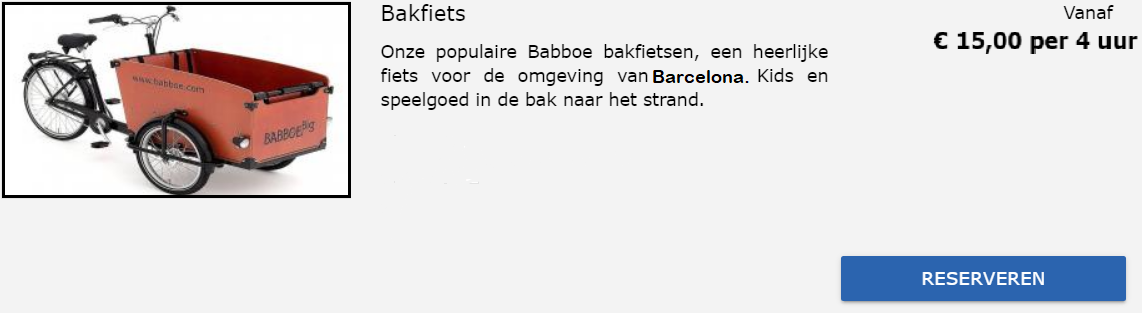 Bakfiets
Onze populaire Babboe bakfietsen, een heerlijke
fiets voor de omgeving van Barcelona. Kids en
speelgoed in de bak naar het strand.
Vanaf
€ 15,00 per 4 uur
www.babboe.com
BABBOE Big
RESERVEREN